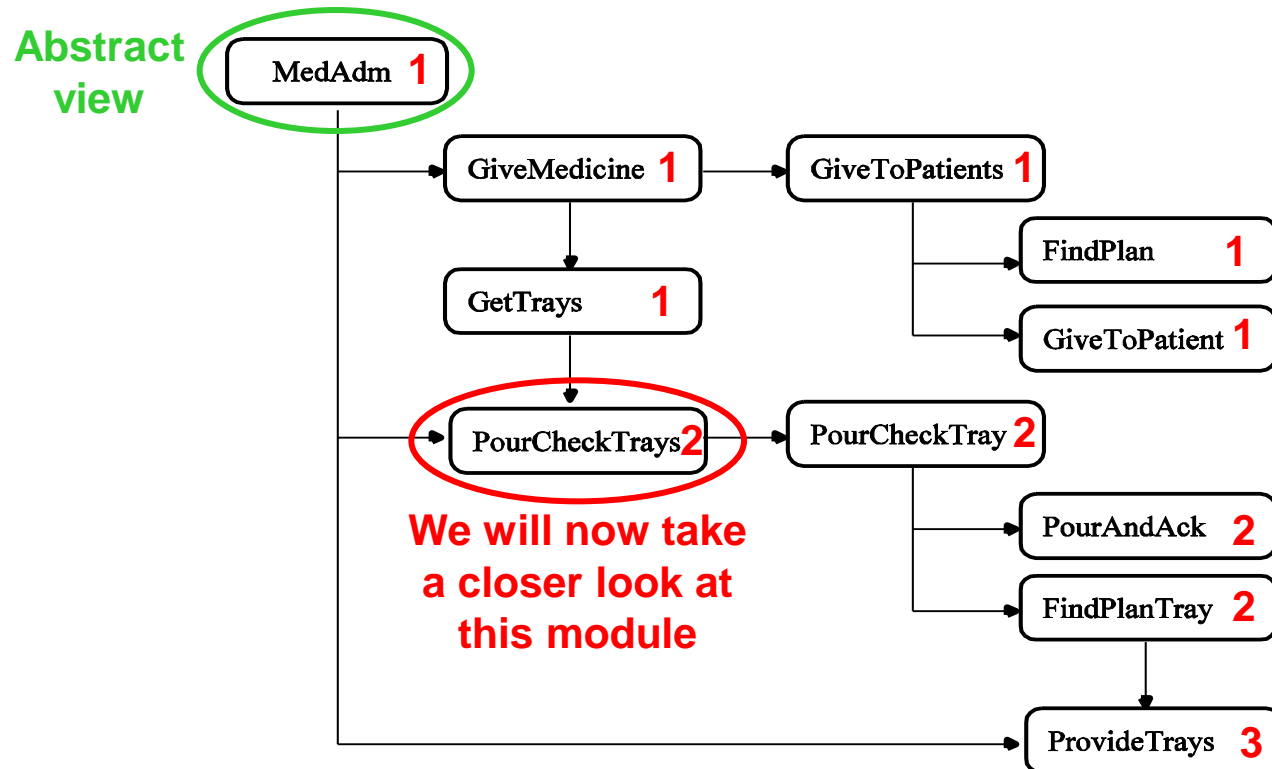 Abstract
view
MedAdm 1
GiveMedicine 1
GiveToPatients 1
FindPlan 1
GetTrays 1
GiveToPatient 1
PourCheckTrays 2
PourCheckTray 2
We will now take
a closer look at
this module
PourAndAck 2
FindPlanTray 2
ProvideTrays 3